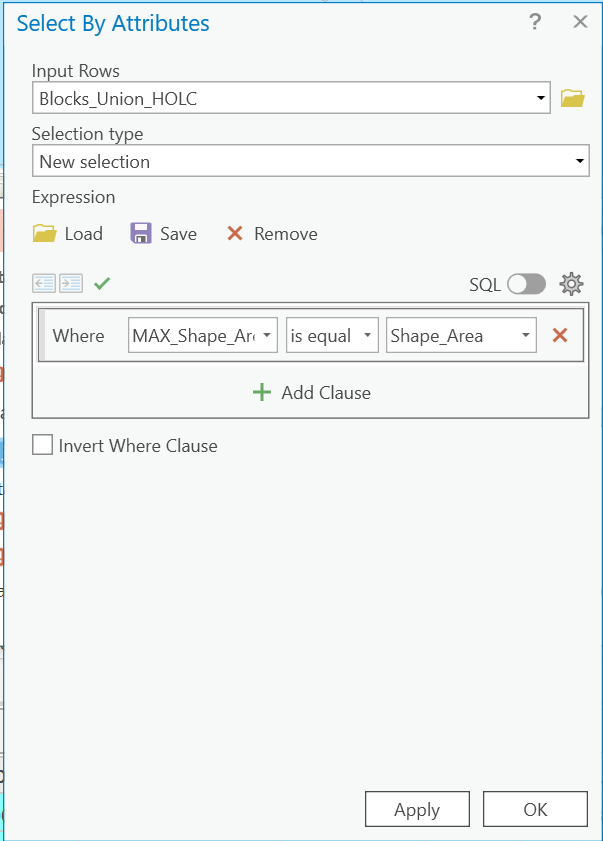 Select By Attributes ? ×
Input Rows
Blocks_Union_HOLC
Selection type
New selection
Expression
Load Save Remove
SQL
Where MAX_Shape_Ar is equal Shape_Area
Add Clause
Invert Where Clause
Apply OK